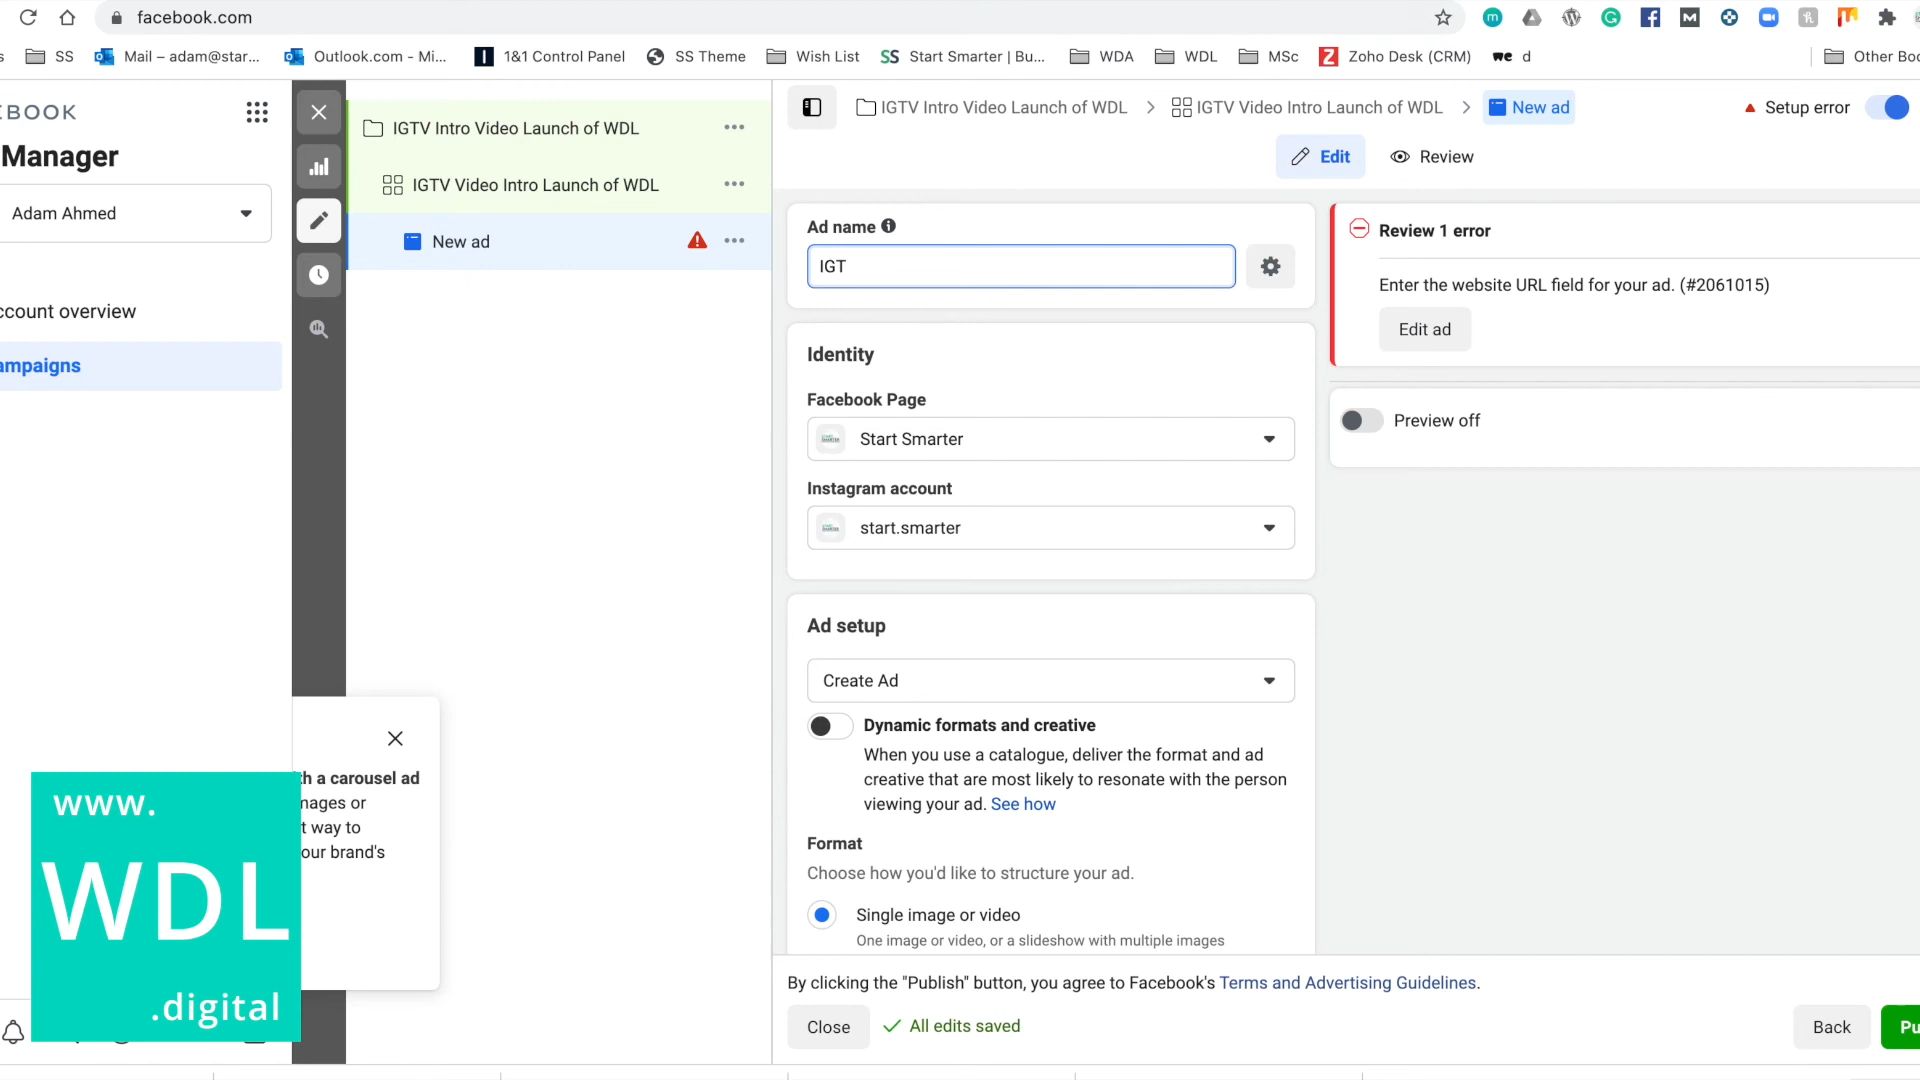 facebook.com
s
SS
Mail – adam@star...
Outlook.com - Mi...
1&1 Control Panel
SS Theme
Wish List
SS Start Smarter | Bu...
WDA
WDL
MSc
Z Zoho Desk (CRM)
we d
Other Boo
EBOOK
Manager
Adam Ahmed
ccount overview
ampaigns
IGTV Intro Video Launch of WDL
IGTV Video Intro Launch of WDL
New ad
IGTV Intro Video Launch of WDL > IGTV Video Intro Launch of WDL > New ad
Setup error
Edit
Review
Ad name
IGT
Identity
Facebook Page
Start Smarter
Instagram account
start.smarter
Ad setup
Create Ad
Dynamic formats and creative
When you use a catalogue, deliver the format and ad
creative that are most likely to resonate with the person
viewing your ad. See how
Format
Choose how you'd like to structure your ad.
Single image or video
One image or video, or a slideshow with multiple images
Review 1 error
Enter the website URL field for your ad. (#2061015)
Edit ad
Preview off
th a carousel ad
mages or
t way to
our brand's
www.
WDL
.digital
By clicking the "Publish" button, you agree to Facebook's Terms and Advertising Guidelines.
Close
All edits saved
Back
Pu